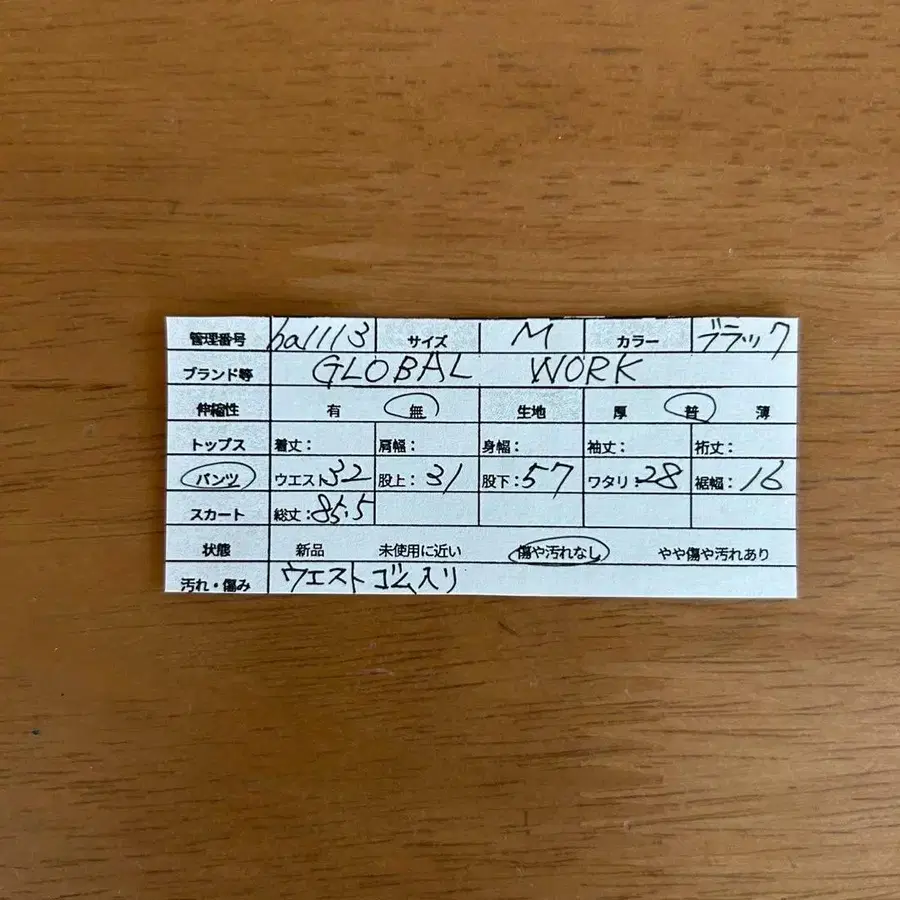 管理番号 ha1113 サイズ M カラー ブラック
ブランド等 GLOBAL WORK
伸縮性 有 無 生地 厚 普 薄
トップス 着丈: 肩幅: 身幅: 袖丈: 裄丈:
パンツ ウエスト32 股上:31 股下:57 ワタリ:28 裾幅:16
スカート 総丈:85.5
状態 新品 未使用に近い 傷や汚れなし やや傷や汚れあり
汚れ・傷み ウエストゴム入り